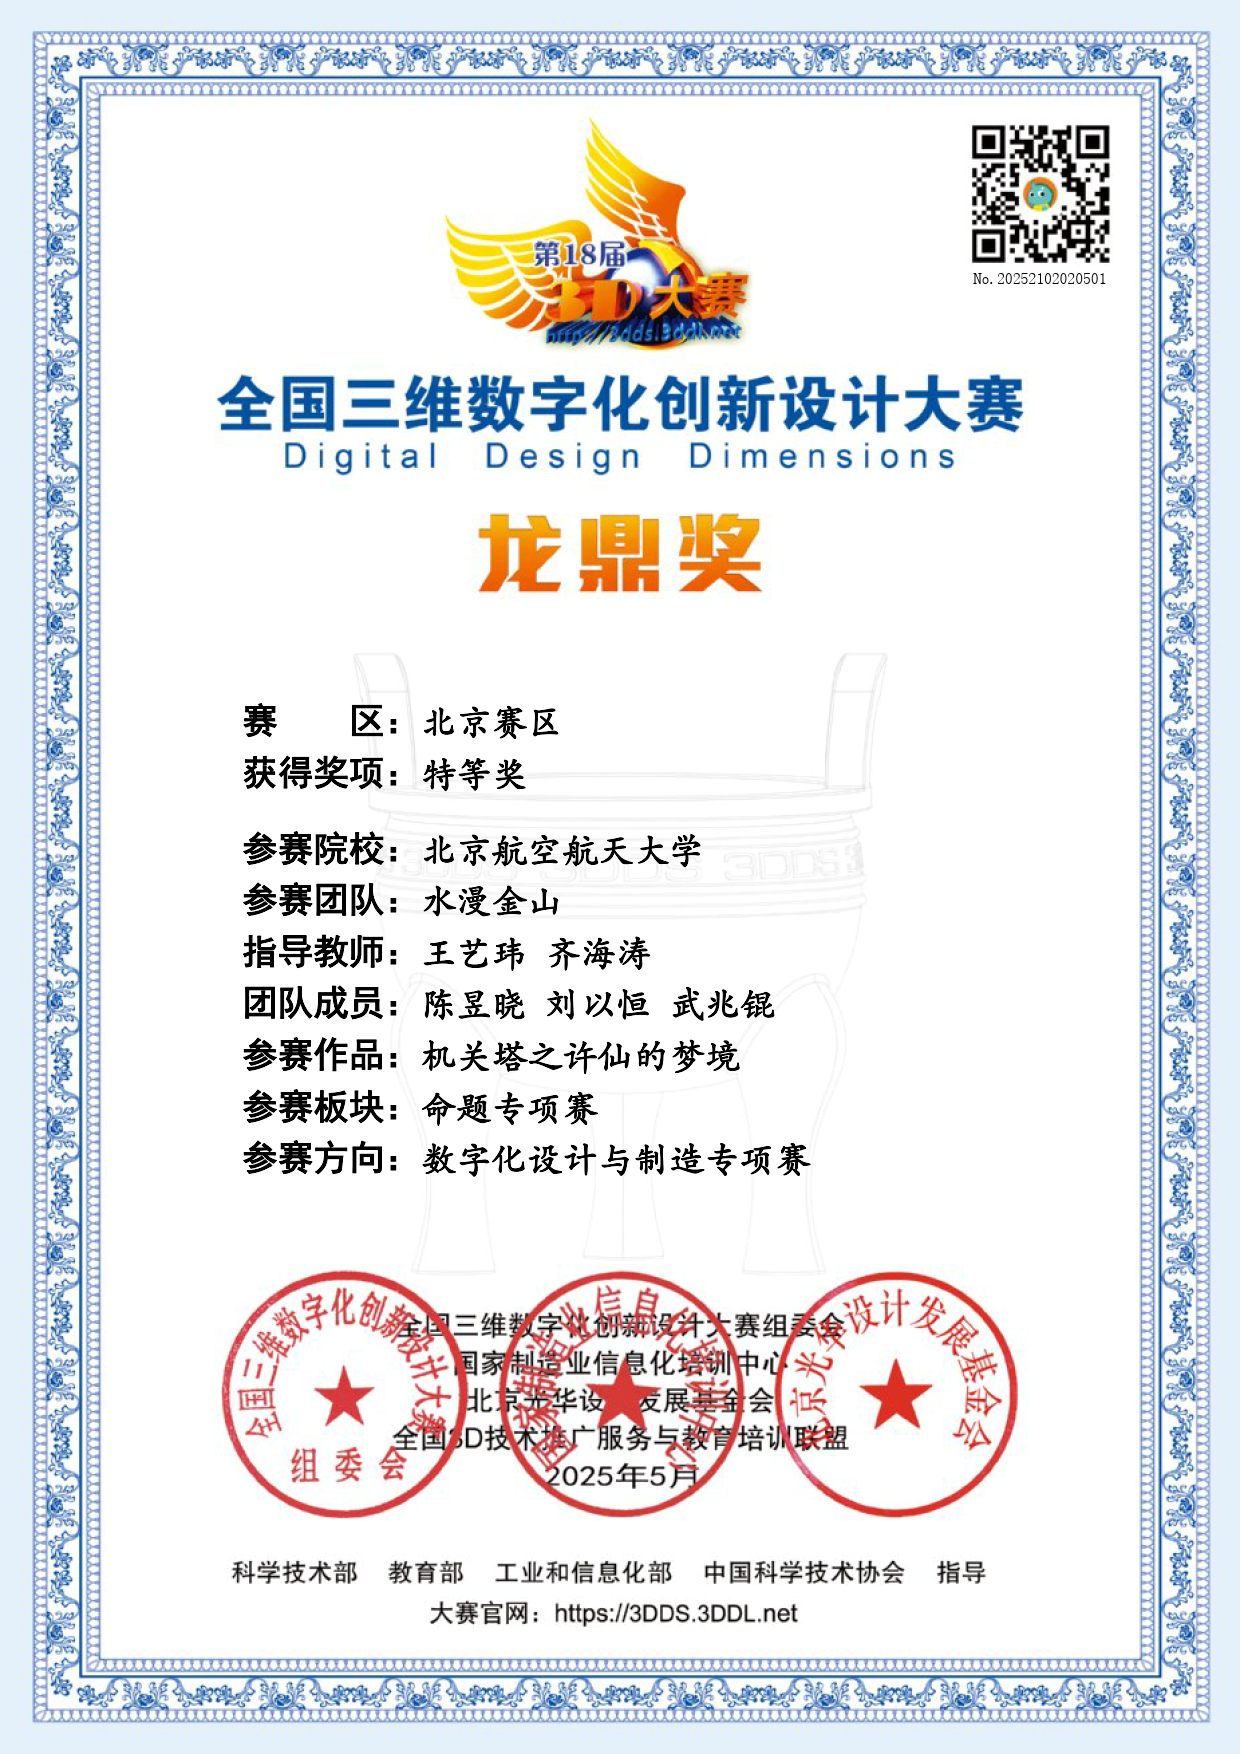 第18届
3D大赛
http://3dds.3ddl.net
No. 20252102020501
全国三维数字化创新设计大赛
Digital Design Dimensions
龙鼎奖
赛 区：北京赛区
获得奖项：特等奖
参赛院校：北京航空航天大学
参赛团队：水漫金山
指导教师：王艺玮 齐海涛
团队成员：陈昱晓 刘以恒 武兆锟
参赛作品：机关塔之许仙的梦境
参赛板块：命题专项赛
参赛方向：数字化设计与制造专项赛
3DDS 3DDS 3DDS
全国三维数字化创新设计大赛组委会
国家制造业信息化培训中心
北京光华设计发展基金会
全国3D技术推广服务与教育培训联盟
2025年5月
全国三维数字化创新设计大赛
组委会
国家制造业信息化培训中心
北京光华设计发展基金会
科学技术部 教育部 工业和信息化部 中国科学技术协会 指导
大赛官网：https://3DDS.3DDL.net